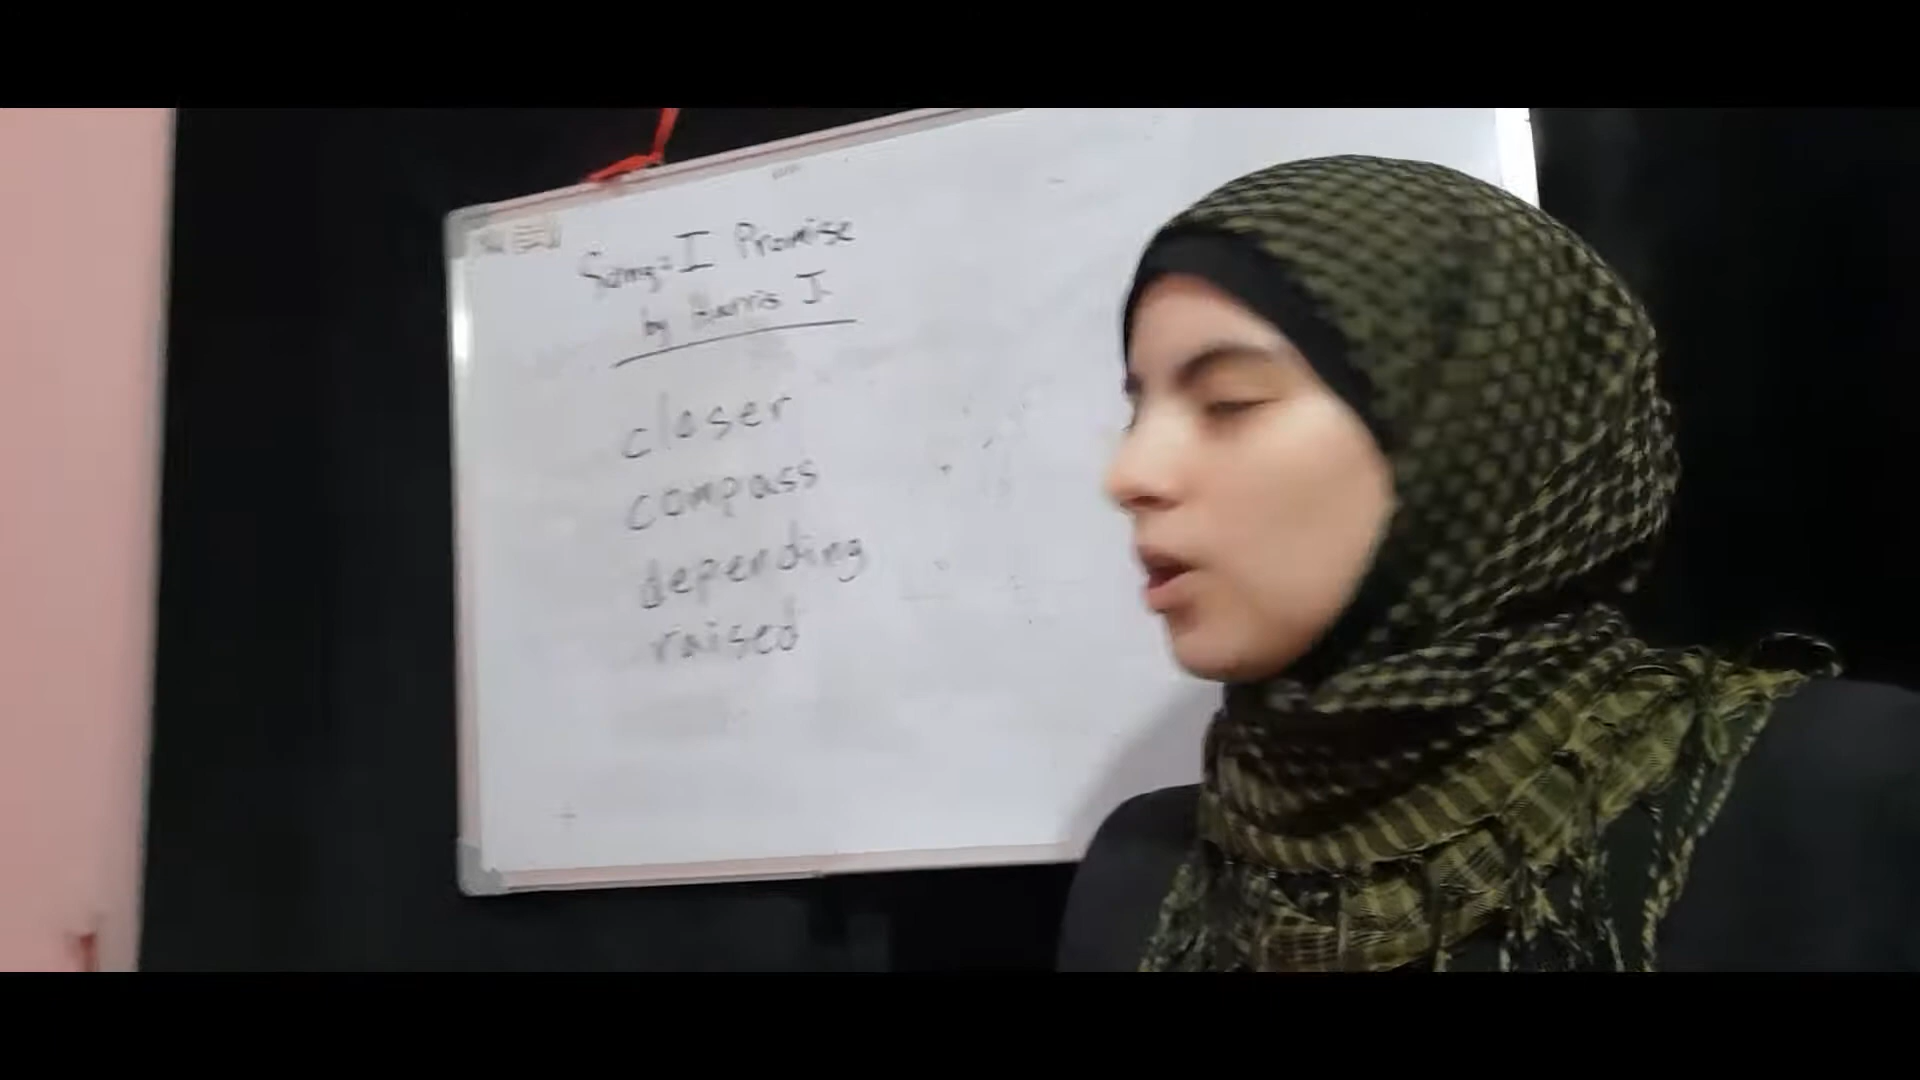 Song: I Promise
by Harris J.
closer
compass
depending
raised